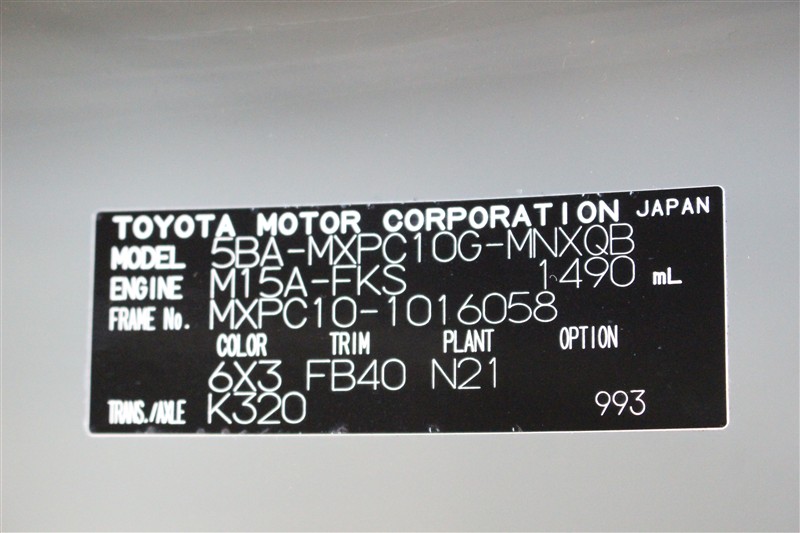 TOYOTA MOTOR CORPORATION JAPAN
MODEL 5BA-MXPC10G-MNXQB
ENGINE M15A-FKS 1490 mL
FRAME No. MXPC10-1016058
COLOR TRIM PLANT OPTION
6X3 FB40 N21
TRANS./AXLE K320 993